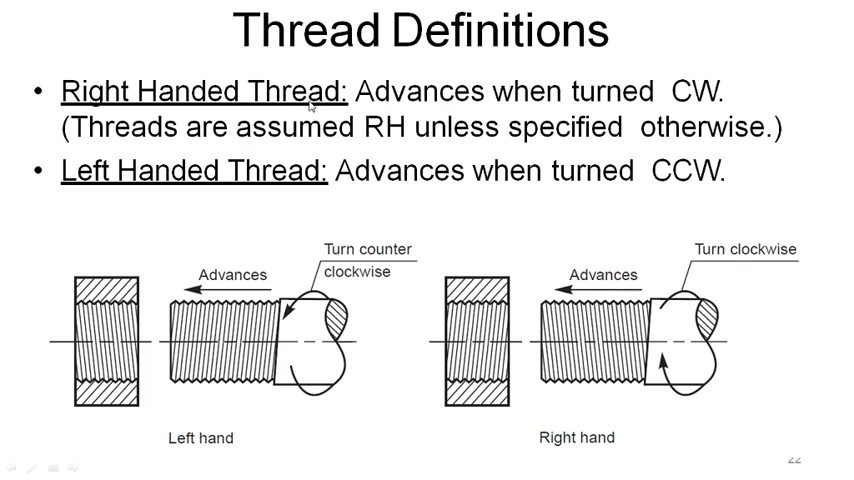 Thread Definitions
• Right Handed Thread: Advances when turned CW.
(Threads are assumed RH unless specified otherwise.)
• Left Handed Thread: Advances when turned CCW.
Turn counter
clockwise
Advances
Turn clockwise
Advances
Left hand
Right hand
22